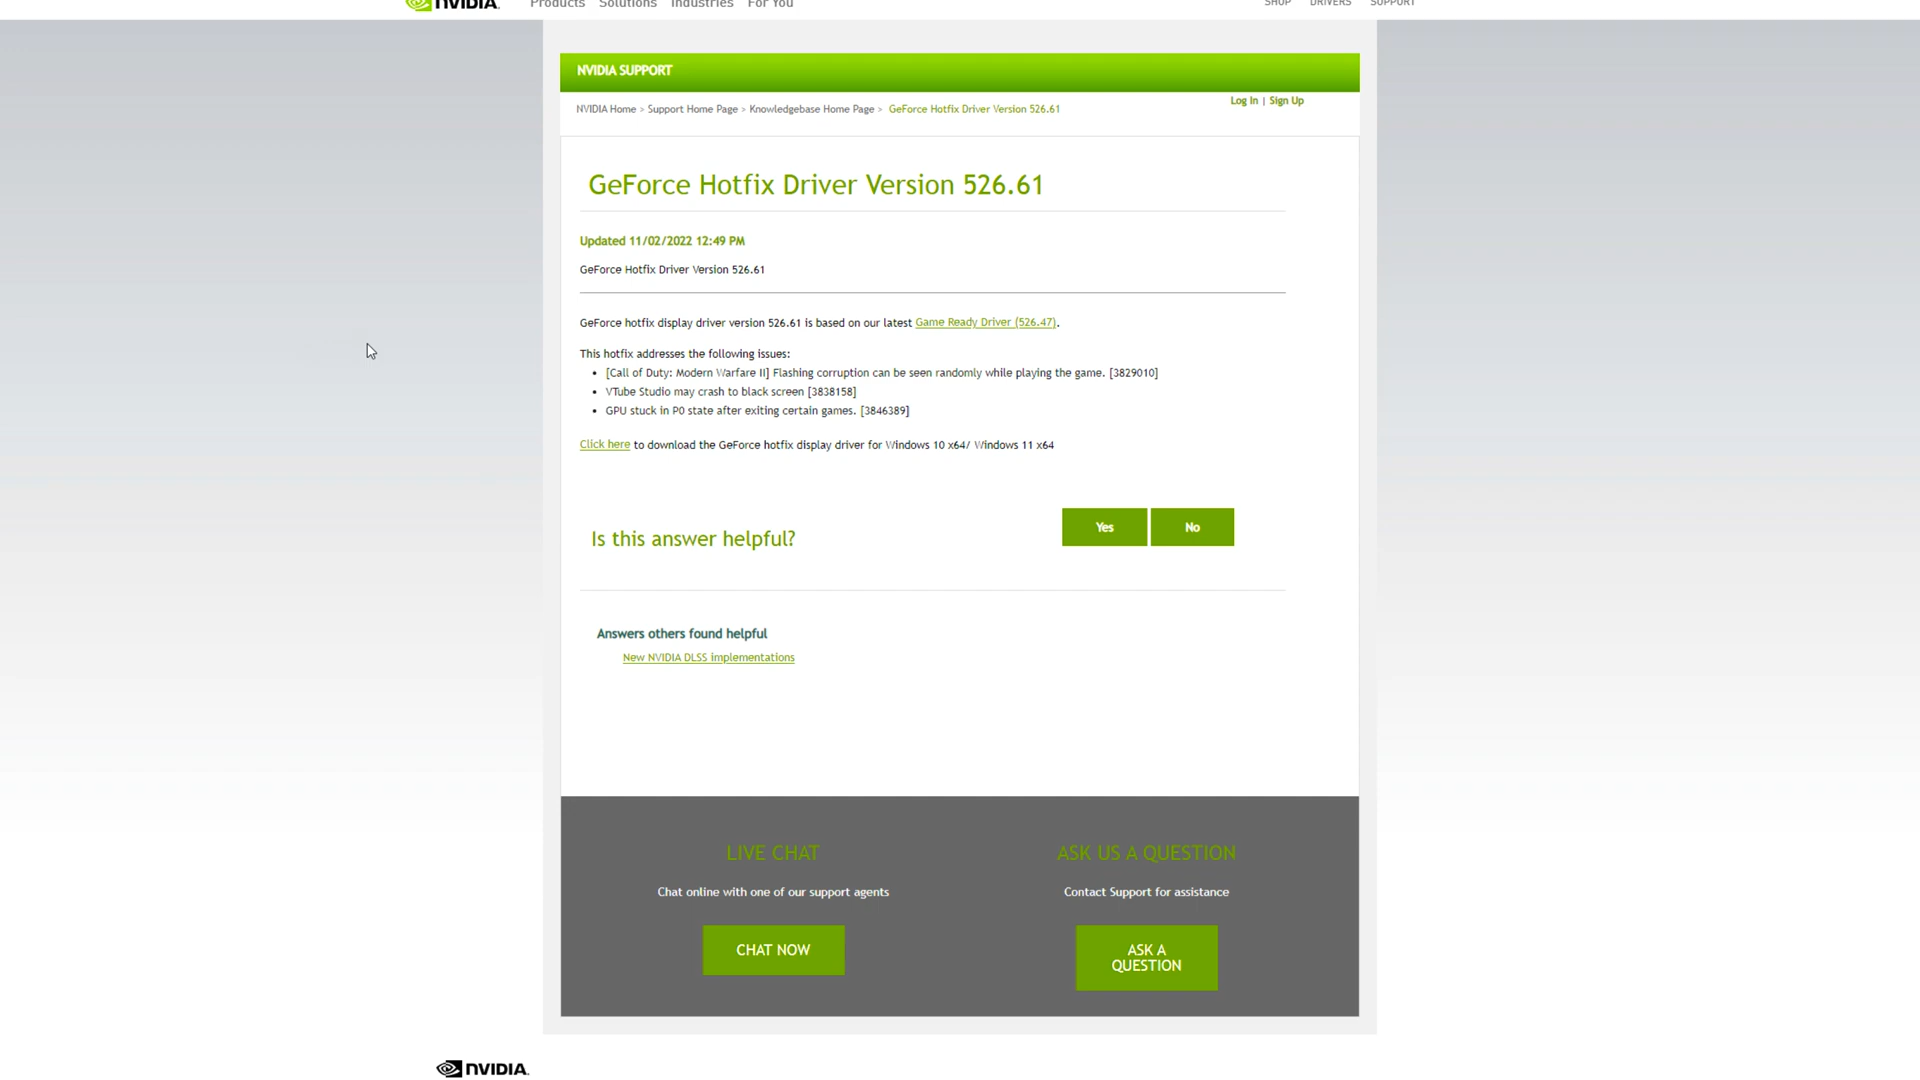 NVIDIA.
Products Solutions Industries For You
SHOP DRIVERS SUPPORT
NVIDIA SUPPORT
NVIDIA Home > Support Home Page > Knowledgebase Home Page > GeForce Hotfix Driver Version 526.61
Log In | Sign Up
GeForce Hotfix Driver Version 526.61
Updated 11/02/2022 12:49 PM
GeForce Hotfix Driver Version 526.61
GeForce hotfix display driver version 526.61 is based on our latest Game Ready Driver (526.47).
This hotfix addresses the following issues:
• [Call of Duty: Modern Warfare II] Flashing corruption can be seen randomly while playing the game. [3829010]
• VTube Studio may crash to black screen [3838158]
• GPU stuck in P0 state after exiting certain games. [3846389]
Click here to download the GeForce hotfix display driver for Windows 10 x64/ Windows 11 x64
Is this answer helpful?
Yes No
Answers others found helpful
New NVIDIA DLSS implementations
LIVE CHAT
Chat online with one of our support agents
CHAT NOW
ASK US A QUESTION
Contact Support for assistance
ASK A
QUESTION
NVIDIA.